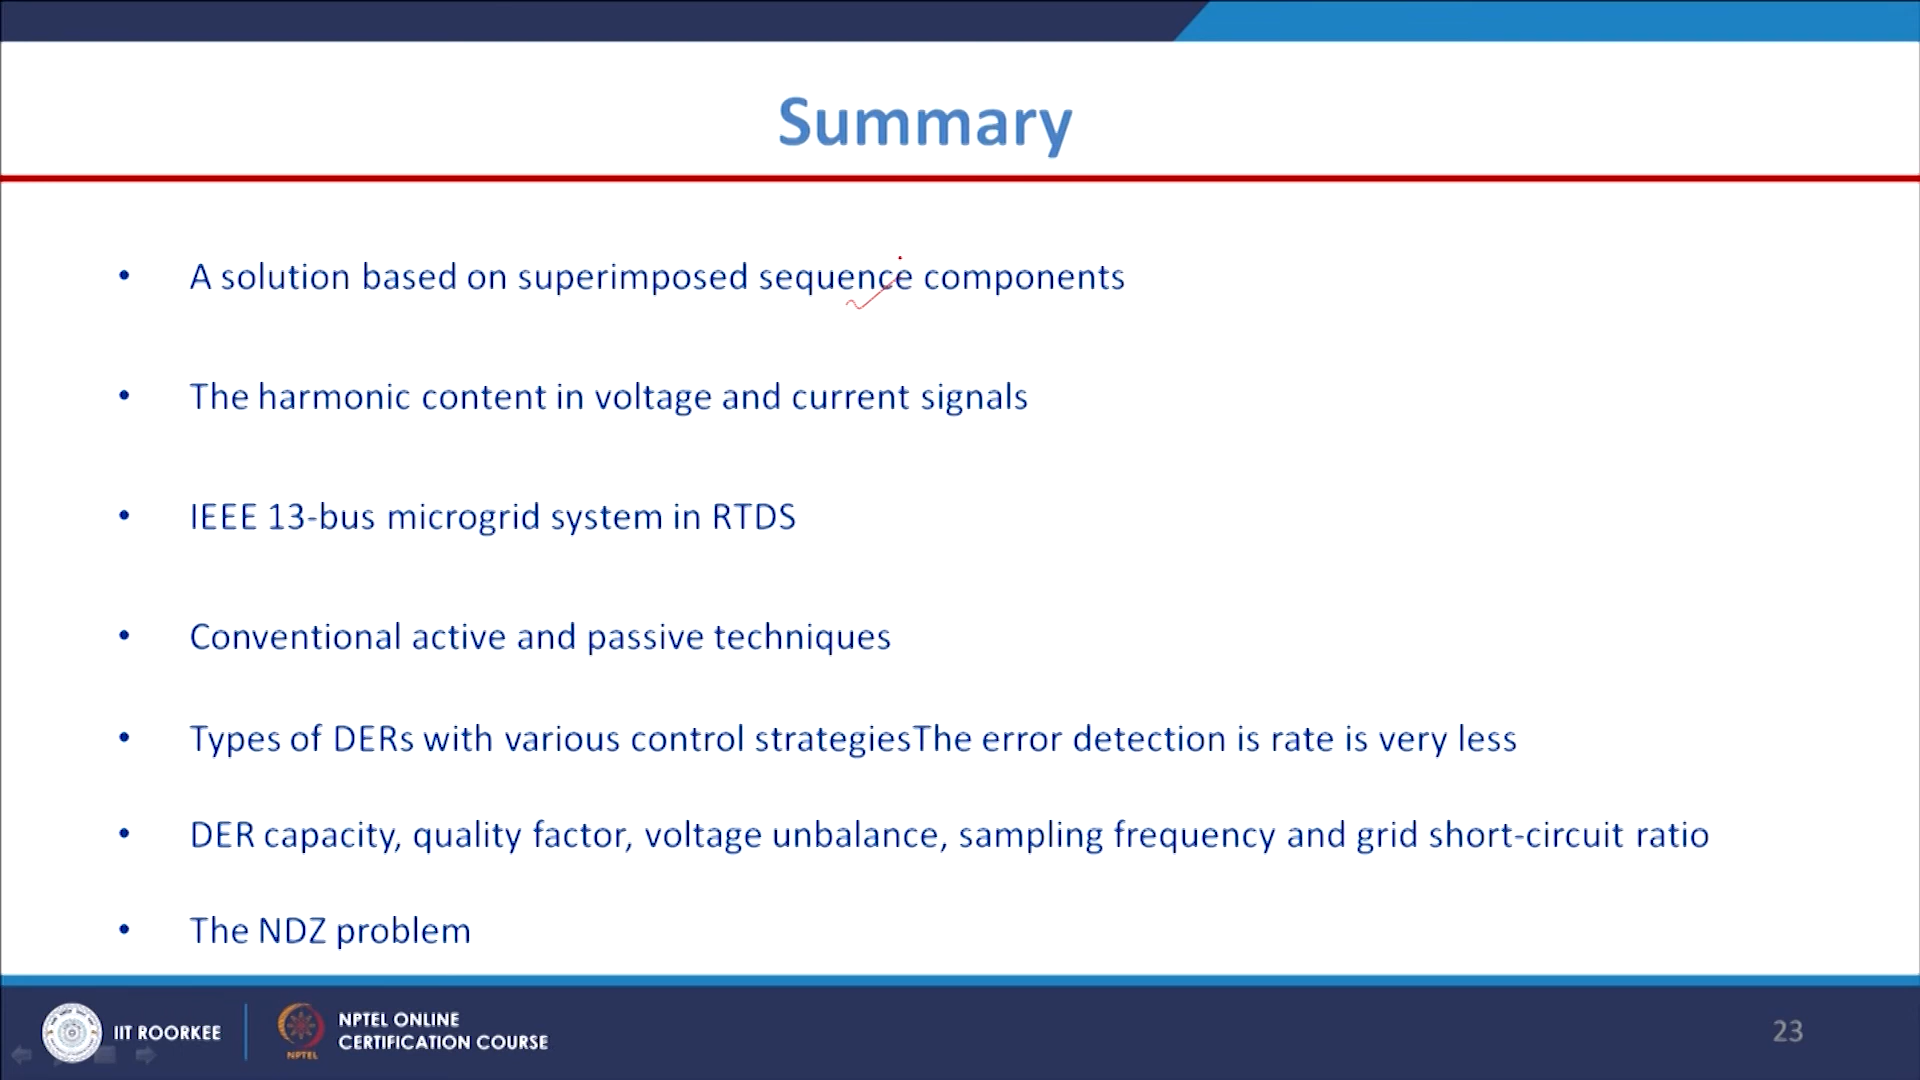 Summary
• A solution based on superimposed sequence components
• The harmonic content in voltage and current signals
• IEEE 13-bus microgrid system in RTDS
• Conventional active and passive techniques
• Types of DERs with various control strategiesThe error detection is rate is very less
• DER capacity, quality factor, voltage unbalance, sampling frequency and grid short-circuit ratio
• The NDZ problem
IIT ROORKEE
NPTEL
NPTEL ONLINE
CERTIFICATION COURSE
23